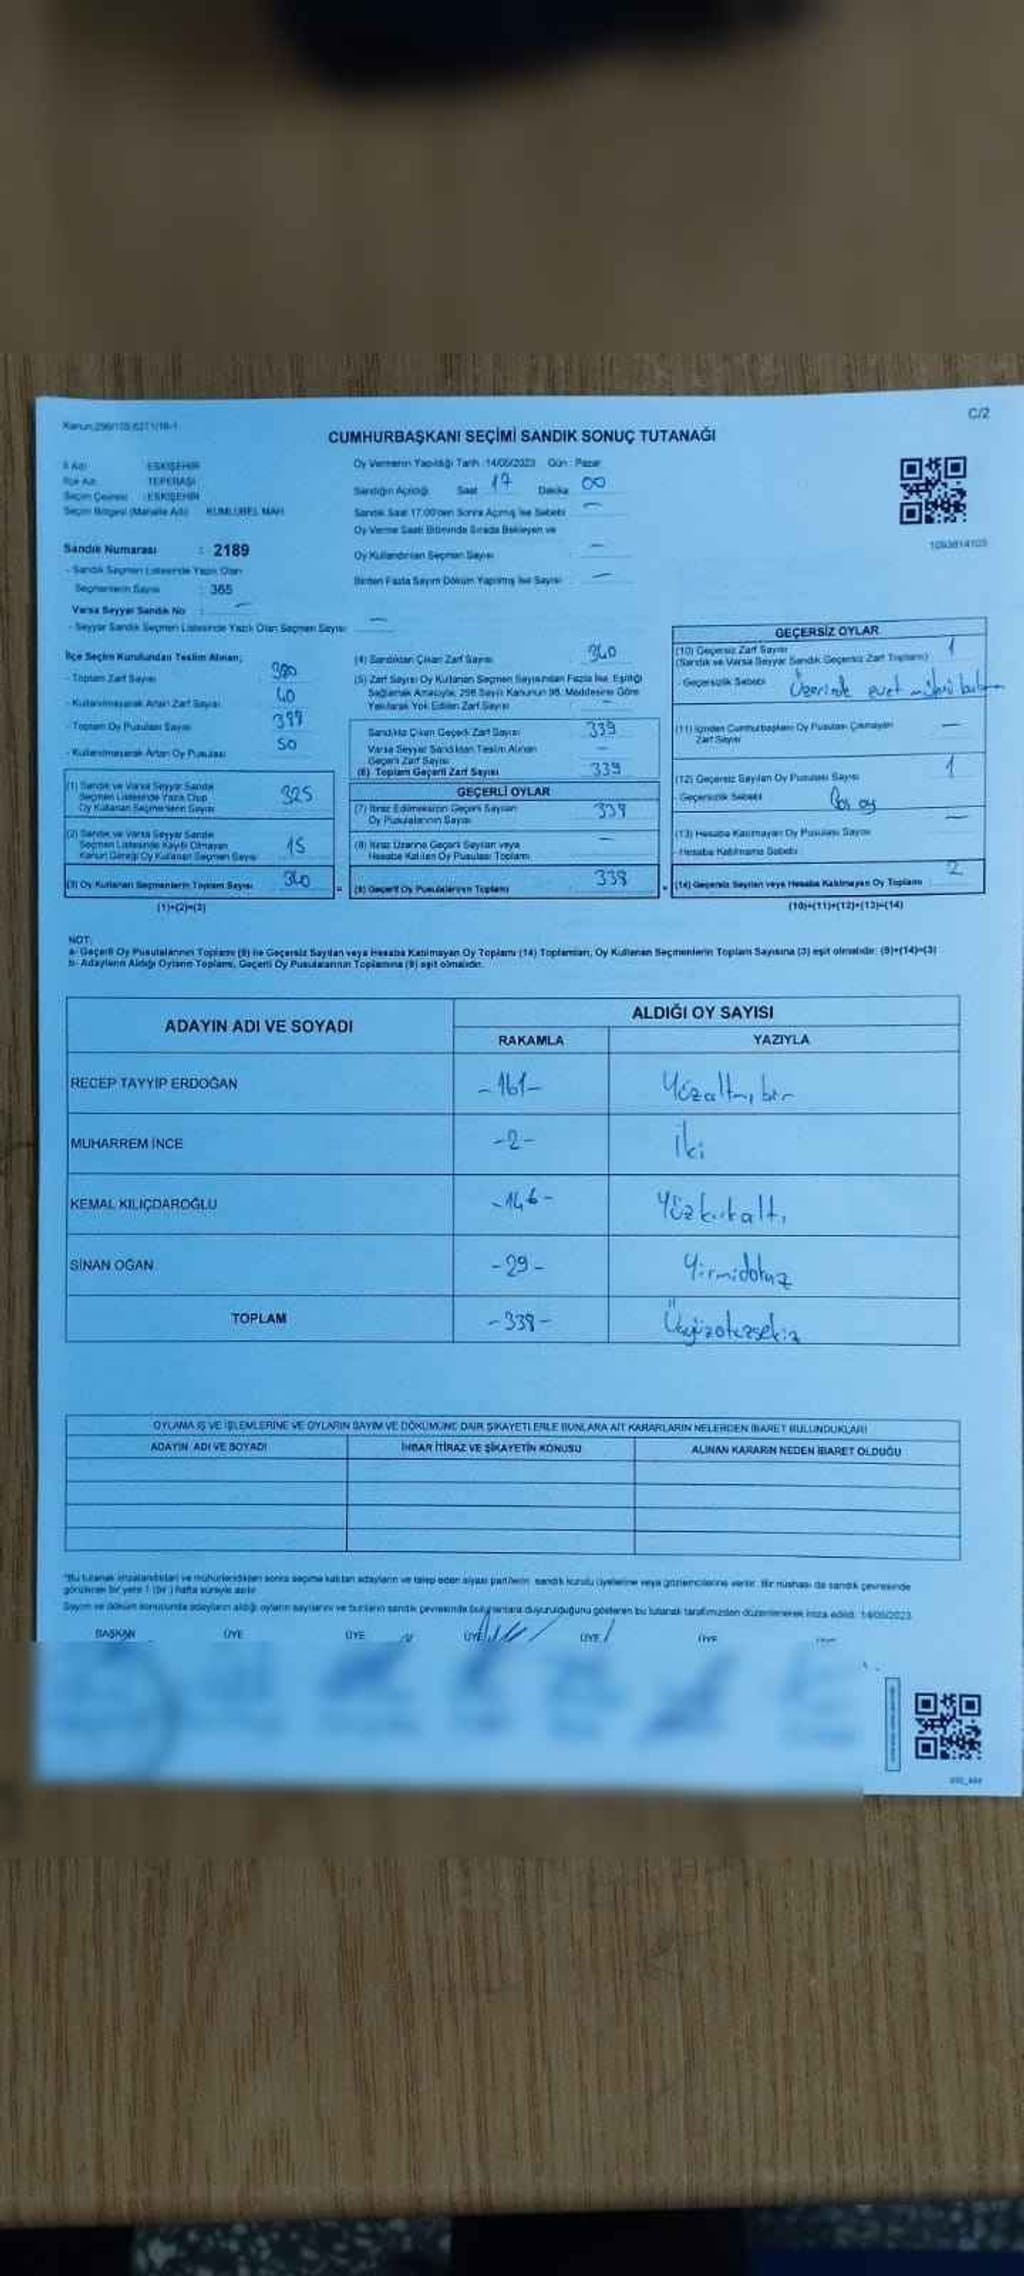 C/2
CUMHURBAŞKANI SEÇİMİ SANDIK SONUÇ TUTANAĞI
İl Adı : ESKİŞEHİR
İlçe Adı : TEPEBAŞI
Seçim Çevresi : ESKİŞEHİR
Seçim Bölgesi (Mahalle Adı) : KUMLUBEL MAH.
Sandık Numarası : 2189
- Sandık Seçmen Listesinde Yazılı Olan
Seçmenlerin Sayısı : 365
Varsa Seyyar Sandık No : —
- Seyyar Sandık Seçmen Listesinde Yazılı Olan Seçmen Sayısı : —
Oy Vermenin Yapıldığı Tarih : 14/05/2023 Gün : Pazar
Sandığın Açıldığı Saat 17 Dakika 00
Sandık Saat 17.00'den Sonra Açılmış İse Sebebi : —
Oy Verme Saati Bitiminde Sırada Bekleyen ve
Oy Kullandırılan Seçmen Sayısı : —
Birden Fazla Sayım Döküm Yapılmış İse Sayısı : —
1093814103
İlçe Seçim Kurulundan Teslim Alınan;
- Toplam Zarf Sayısı : 380
- Kullanılmayarak Artan Zarf Sayısı : 40
- Toplam Oy Pusulası Sayısı :
- Kullanılmayarak Artan Oy Pusulası : 50
(1) Sandık ve Varsa Seyyar Sandık
Seçmen Listesinde Yazılı Olup
Oy Kullanan Seçmenlerin Sayısı 325
(2) Sandık ve Varsa Seyyar Sandık
Seçmen Listesinde Kayıtlı Olmayan
Kanun Gereği Oy Kullanan Seçmen Sayısı 15
(3) Oy Kullanan Seçmenlerin Toplam Sayısı 340
(1)+(2)=(3)
(4) Sandıktan Çıkan Zarf Sayısı : 340
(5) Zarf Sayısı Oy Kullanan Seçmen Sayısından Fazla İse, Eşitliği
Sağlamak Amacıyla, 298 Sayılı Kanunun 98. Maddesine Göre
Yakılarak Yok Edilen Zarf Sayısı : —
Sandıkta Çıkan Geçerli Zarf Sayısı : 339
Varsa Seyyar Sandıktan Teslim Alınan
Geçerli Zarf Sayısı : —
(6) Toplam Geçerli Zarf Sayısı : 339
GEÇERLİ OYLAR
(7) İtiraz Edilmeksizin Geçerli Sayılan
Oy Pusulalarının Sayısı : 338
(8) İtiraz Üzerine Geçerli Sayılan veya
Hesaba Katılan Oy Pusulası Toplamı : —
(9) Geçerli Oy Pusulalarının Toplamı : 338
GEÇERSİZ OYLAR
(10) Geçersiz Zarf Sayısı 1
(Sandık ve Varsa Seyyar Sandık Geçersiz Zarf Toplamı)
- Geçersizlik Sebebi Üzerinde evet mührü
(11) İçinden Cumhurbaşkanı Oy Pusulası Çıkmayan
Zarf Sayısı : —
(12) Geçersiz Sayılan Oy Pusulası Sayısı 1
- Geçersizlik Sebebi : Boş oy
(13) Hesaba Katılmayan Oy Pusulası Sayısı : —
- Hesaba Katılmama Sebebi :
(14) Geçersiz Sayılan veya Hesaba Katılmayan Oy Toplamı : 2
(10)+(11)+(12)+(13)=(14)
NOT:
a- Geçerli Oy Pusulalarının Toplamı (9) ile Geçersiz Sayılan veya Hesaba Katılmayan Oy Toplamı (14) Toplamları, Oy Kullanan Seçmenlerin Toplam Sayısına (3) eşit olmalıdır. (9)+(14)=(3)
b- Adayların Aldığı Oyların Toplamı, Geçerli Oy Pusulalarının Toplamına (9) eşit olmalıdır.
ADAYIN ADI VE SOYADI ALDIĞI OY SAYISI
RAKAMLA YAZIYLA
RECEP TAYYİP ERDOĞAN -161- Yüzaltmışbir
MUHARREM İNCE -2- İki
KEMAL KILIÇDAROĞLU -146- Yüzkırkaltı
SİNAN OĞAN -29- Yirmidokuz
TOPLAM -338- Üçyüzotuzsekiz
OYLAMA İŞ VE İŞLEMLERİNE VE OYLARIN SAYIM VE DÖKÜMÜNE DAİR ŞİKAYETLERLE BUNLARA AİT KARARLARIN NELERDEN İBARET BULUNDUKLARI
ADAYIN ADI VE SOYADI İHBAR İTİRAZ VE ŞİKAYETİN KONUSU ALINAN KARARIN NEDEN İBARET OLDUĞU
"Bu tutanak imzalandıktan ve mühürlendikten sonra seçime katılan adayların ve talep eden siyasi partilerin sandık kurulu üyelerine veya gözlemcilerine verilir. Bir nüshası da sandık çevresinde
görülecek bir yere 1 (bir) hafta süreyle asılır.
Sayım ve döküm sonucunda adayların aldığı oyların sayılarını ve bunların sandık çevresinde bulunanlara duyurulduğunu gösteren bu tutanak tarafımızdan düzenlenerek imza edildi. 14/05/2023
BAŞKAN ÜYE ÜYE ÜYE ÜYE ÜYE